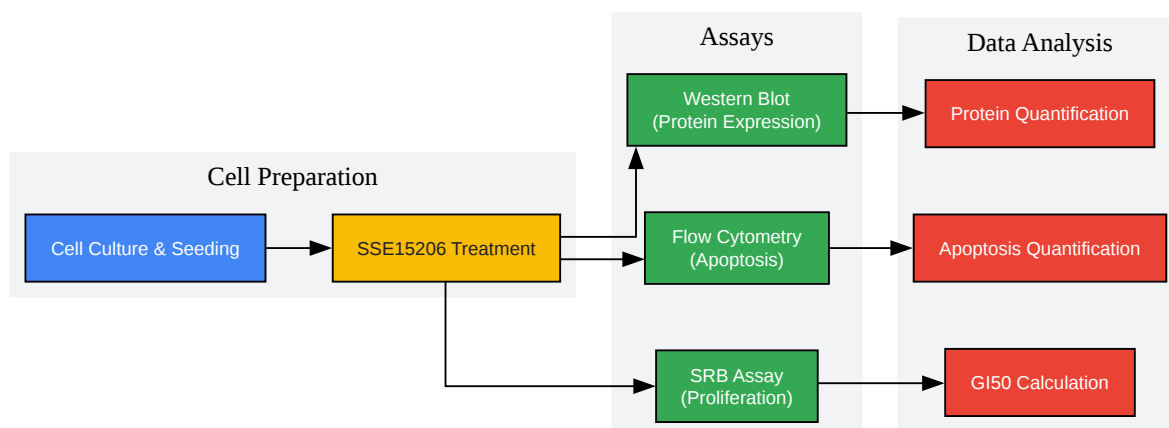 Cell Preparation
Cell Culture & Seeding
SSE15206 Treatment
Assays
Western Blot
(Protein Expression)
Flow Cytometry
(Apoptosis)
SRB Assay
(Proliferation)
Data Analysis
Protein Quantification
Apoptosis Quantification
GI50 Calculation